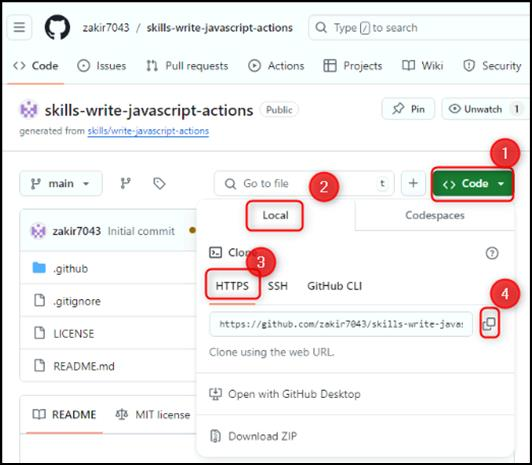 zakir7043 / skills-write-javascript-actions
Type / to search
Code Issues Pull requests Actions Projects Wiki Security
skills-write-javascript-actions Public
Pin Unwatch 1
generated from skills/write-javascript-actions
1
main Go to file t + Code
2
Local Codespaces
zakir7043 Initial commit
Clone
3
.github
HTTPS SSH GitHub CLI
4
.gitignore
https://github.com/zakir7043/skills-write-javas
LICENSE
Clone using the web URL.
README.md
Open with GitHub Desktop
README MIT license
Download ZIP